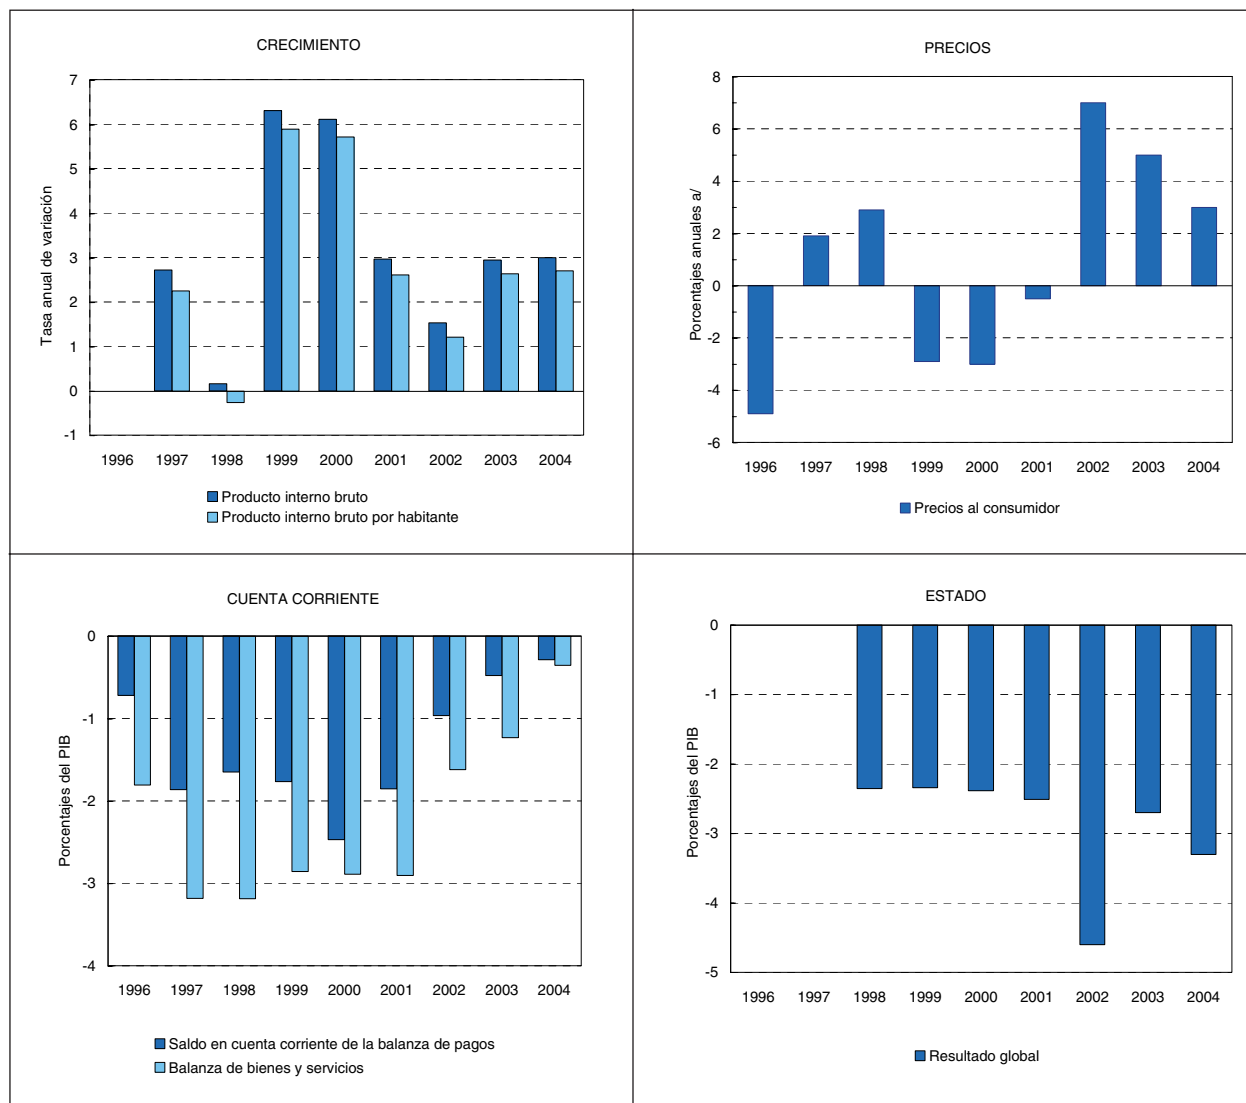 CRECIMIENTO
Tasa anual de variación
7
6
5
4
3
2
1
0
-1
1996 1997 1998 1999 2000 2001 2002 2003 2004
Producto interno bruto
Producto interno bruto por habitante
PRECIOS
Porcentajes anuales a/
8
6
4
2
0
-2
-4
-6
1996 1997 1998 1999 2000 2001 2002 2003 2004
Precios al consumidor
CUENTA CORRIENTE
Porcentajes del PIB
0
-1
-2
-3
-4
1996 1997 1998 1999 2000 2001 2002 2003 2004
Saldo en cuenta corriente de la balanza de pagos
Balanza de bienes y servicios
ESTADO
Porcentajes del PIB
0
-1
-2
-3
-4
-5
1996 1997 1998 1999 2000 2001 2002 2003 2004
Resultado global